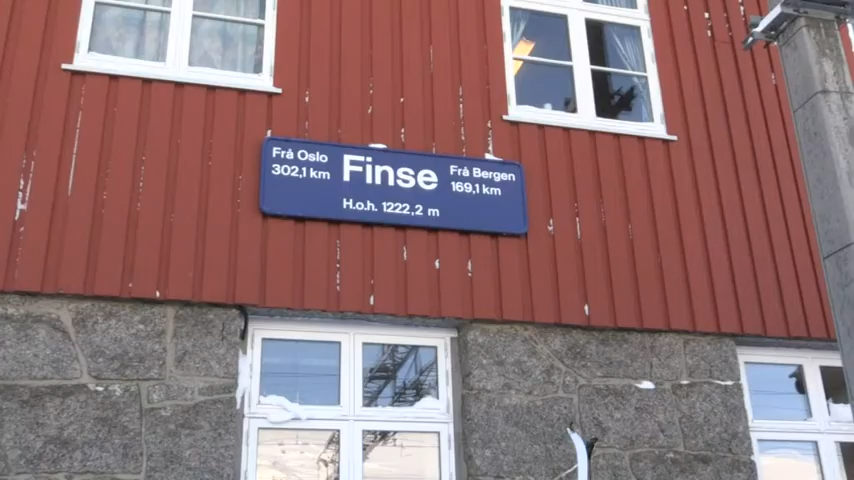 Frå Oslo
302,1 km
Finse
Frå Bergen
169,1 km
H.o.h. 1222,2 m